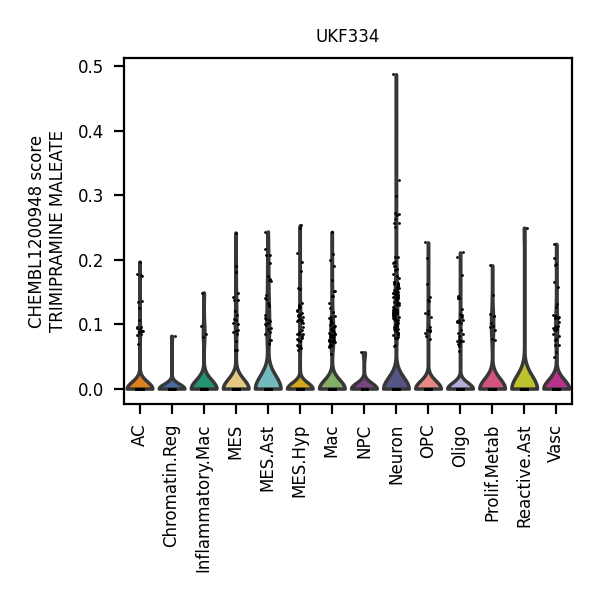 UKF334
CHEMBL1200948 score
TRIMIPRAMINE MALEATE
0.5
0.4
0.3
0.2
0.1
0.0
AC
Chromatin.Reg
Inflammatory.Mac
MES
MES.Ast
MES.Hyp
Mac
NPC
Neuron
OPC
Oligo
Prolif.Metab
Reactive.Ast
Vasc